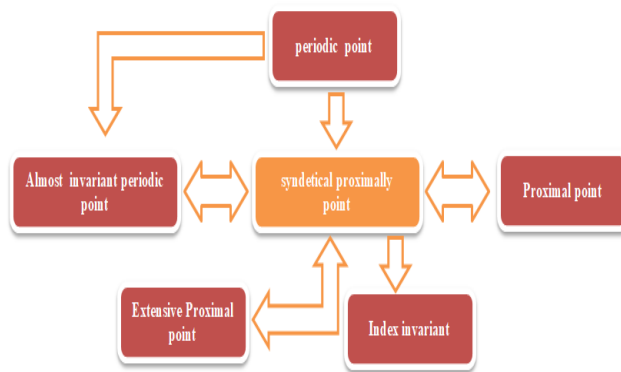 periodic point
Almost invariant periodic
point
syndetical proximally
point
Proximal point
Extensive Proximal
point
Index invariant